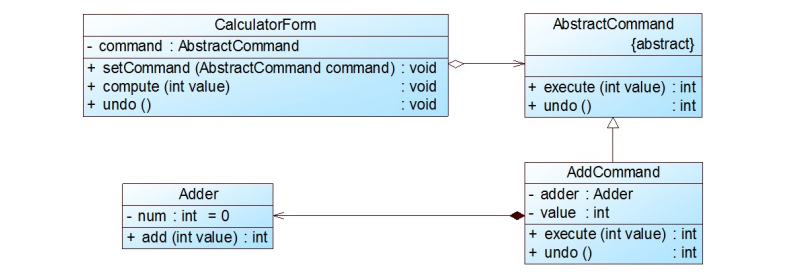 CalculatorForm
- command : AbstractCommand
+ setCommand (AbstractCommand command) : void
+ compute (int value) : void
+ undo () : void
AbstractCommand
{abstract}
+ execute (int value) : int
+ undo () : int
Adder
- num : int = 0
+ add (int value) : int
AddCommand
- adder : Adder
- value : int
+ execute (int value) : int
+ undo () : int